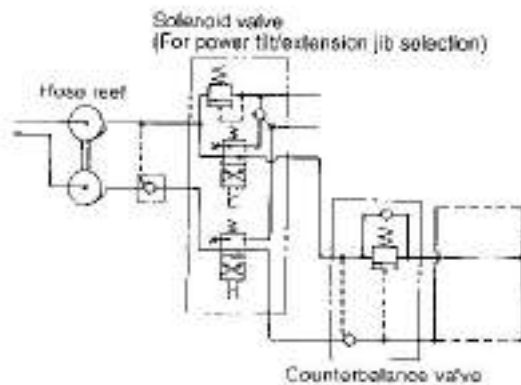 Solenoid valve
(For power tilt/extension jib selection)
Hose reel
Counterbalance valve